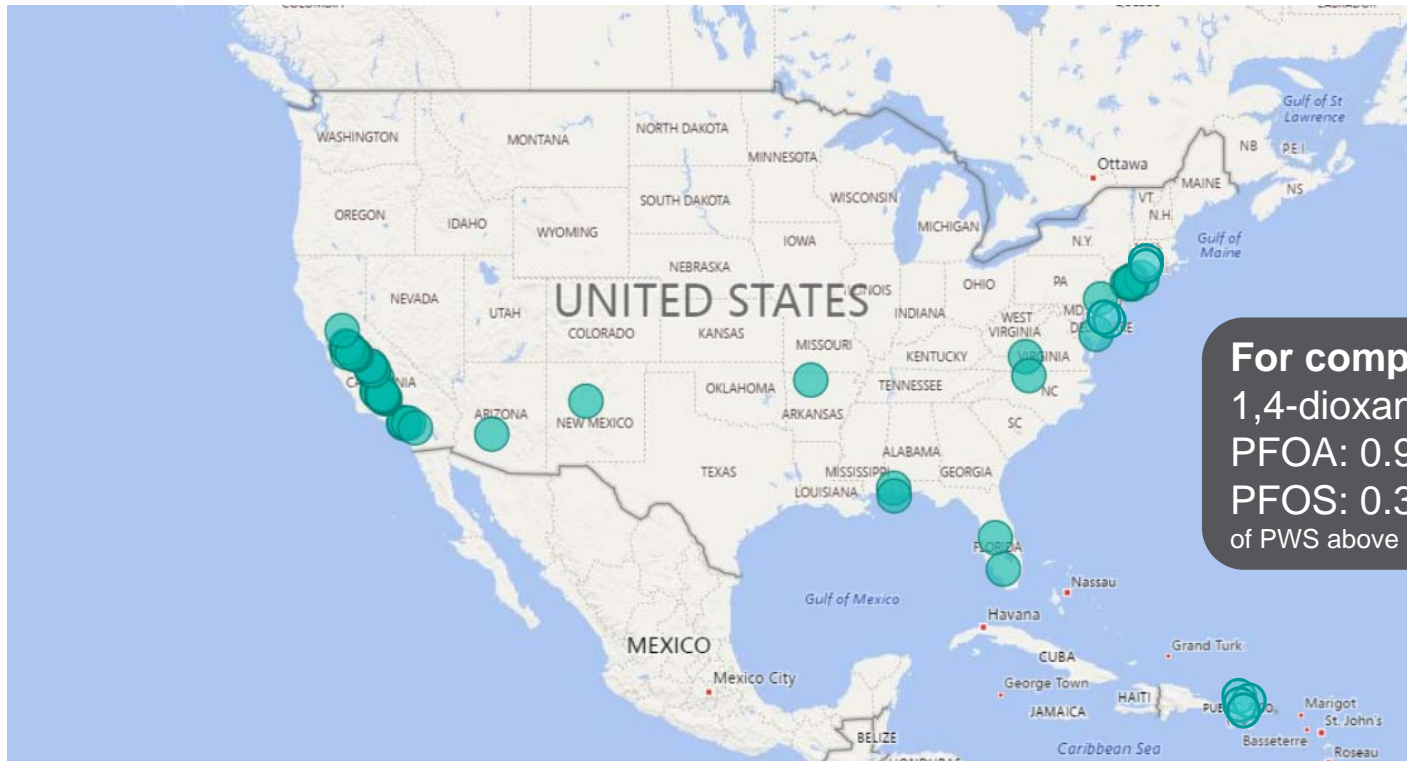 Gulf of St
Lawrence
WASHINGTON
MONTANA
NORTH DAKOTA
MINNESOTA
Ottawa
NB
P.E.I.
MAINE
NS
OREGON
IDAHO
SOUTH DAKOTA
WISCONSIN
VT.
N.H.
WYOMING
MICHIGAN
N.Y.
Gulf of
Maine
IOWA
NEBRASKA
OHIO
PA
NEVADA
UTAH
UNITED STATES
INDIANA
MD
COLORADO
KANSAS
WEST
VIRGINIA
MISSOURI
KENTUCKY
OKLAHOMA
TENNESSEE
NC
ARIZONA
NEW MEXICO
ARKANSAS
SC
ALABAMA
TEXAS
MISSISSIPPI
GEORGIA
LOUISIANA
For comp
1,4-dioxan
PFOA: 0.9
PFOS: 0.3
of PWS above
FLORIDA
Gulf of Mexico
Nassau
Havana
MEXICO
CUBA
Grand Turk
Mexico City
George Town
HAITI
JAMAICA
Marigot
St. John's
Basseterre
BELIZE
Caribbean Sea
Roseau